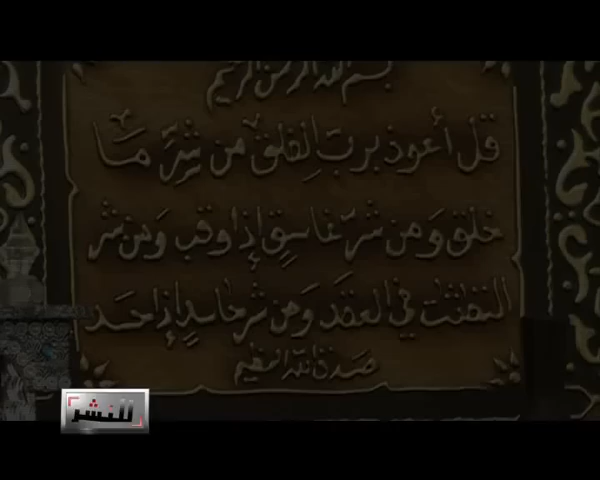 بسم الله الرحمن الرحيم
قل أعوذ برب الفلق من شرِّ ما
خلق ومن شرّ غاسق إذا وقب ومن شر
النفثت في العقد ومن شر حاسد إذا حسد
صدق الله العظيم
للنشر